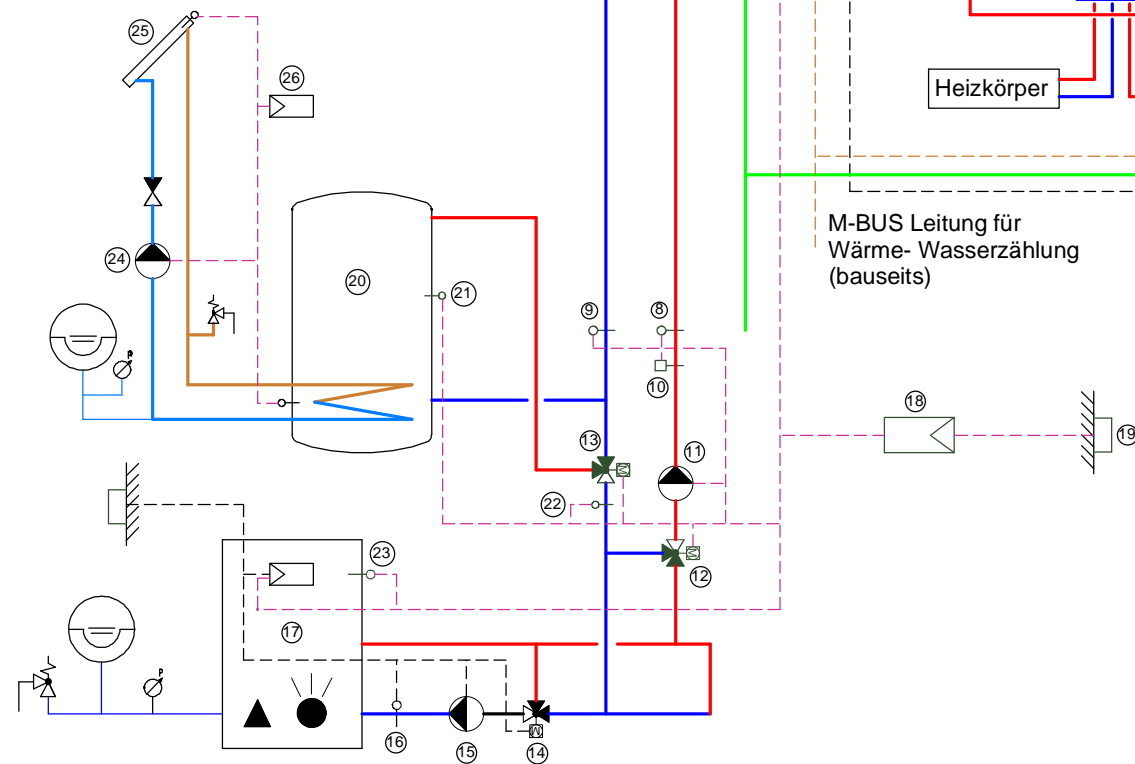 25
26
Heizkörper
M-BUS Leitung für
Wärme- Wasserzählung
(bauseits)
24
20
21
9
8
P
10
18
19
13
M
11
22
M
12
23
17
P
16
15
M
14